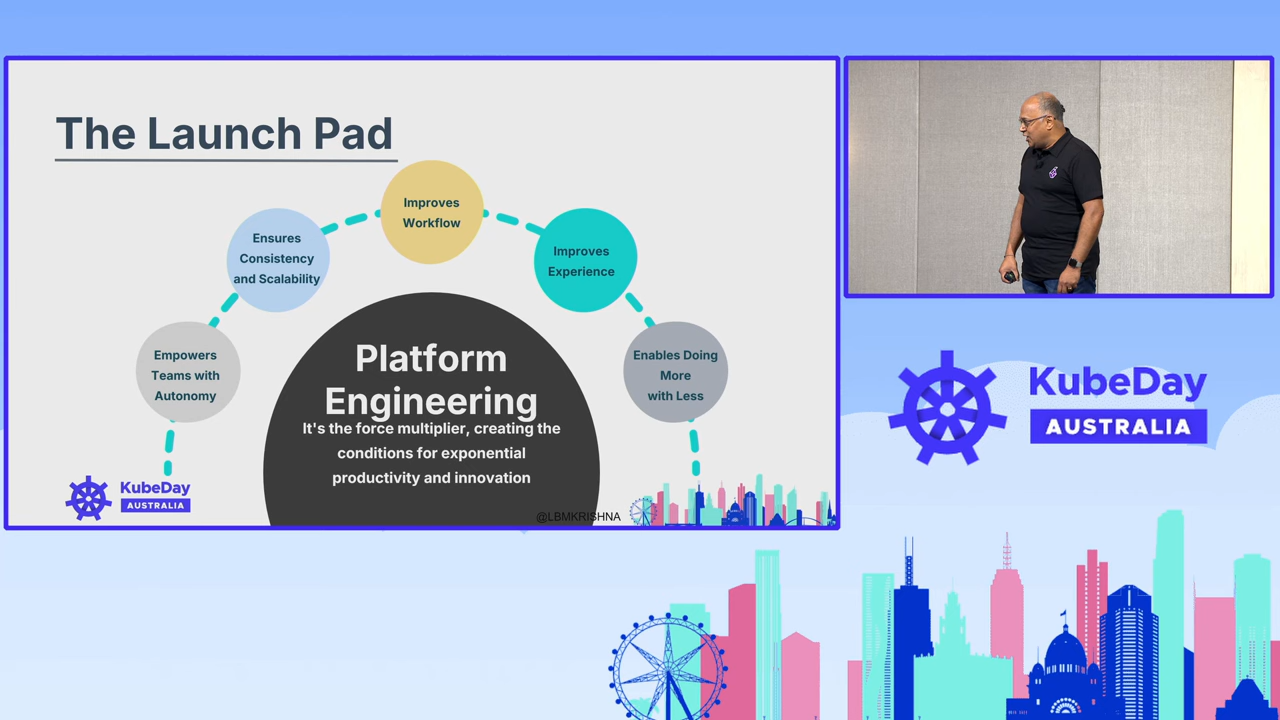 The Launch Pad
Improves
Workflow
Ensures
Consistency
and Scalability
Improves
Experience
Empowers
Teams with
Autonomy
Enables Doing
More
with Less
Platform
Engineering
It's the force multiplier, creating the
conditions for exponential
productivity and innovation
KubeDay
AUSTRALIA
@LBMKRISHNA
KubeDay
AUSTRALIA